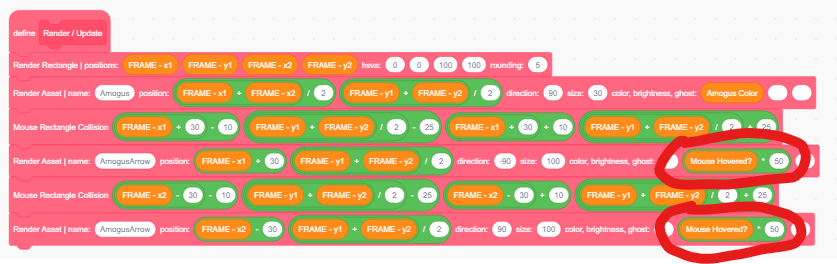 define Render / Update
Render Rectangle | positions: FRAME - x1 FRAME - y1 FRAME - x2 FRAME - y2 hsva: 0 0 100 100 rounding: 5
Render Asset | name: Amogus position: FRAME - x1 + FRAME - x2 / 2 FRAME - y1 + FRAME - y2 / 2 direction: 90 size: 30 color, brightness, ghost: Amogus Color
Mouse Rectangle Collision FRAME - x1 + 30 - 10 FRAME - y1 + FRAME - y2 / 2 - 25 FRAME - x1 + 30 + 10 FRAME - y1 + FRAME - y2 / 2 + 25
Render Asset | name: AmogusArrow position: FRAME - x1 + 30 FRAME - y1 + FRAME - y2 / 2 direction: -90 size: 100 color, brightness, ghost: Mouse Hovered? * 50
Mouse Rectangle Collision FRAME - x2 - 30 - 10 FRAME - y1 + FRAME - y2 / 2 - 25 FRAME - x2 - 30 + 10 FRAME - y1 + FRAME - y2 / 2 + 25
Render Asset | name: AmogusArrow position: FRAME - x2 - 30 FRAME - y1 + FRAME - y2 / 2 direction: 90 size: 100 color, brightness, ghost: Mouse Hovered? * 50